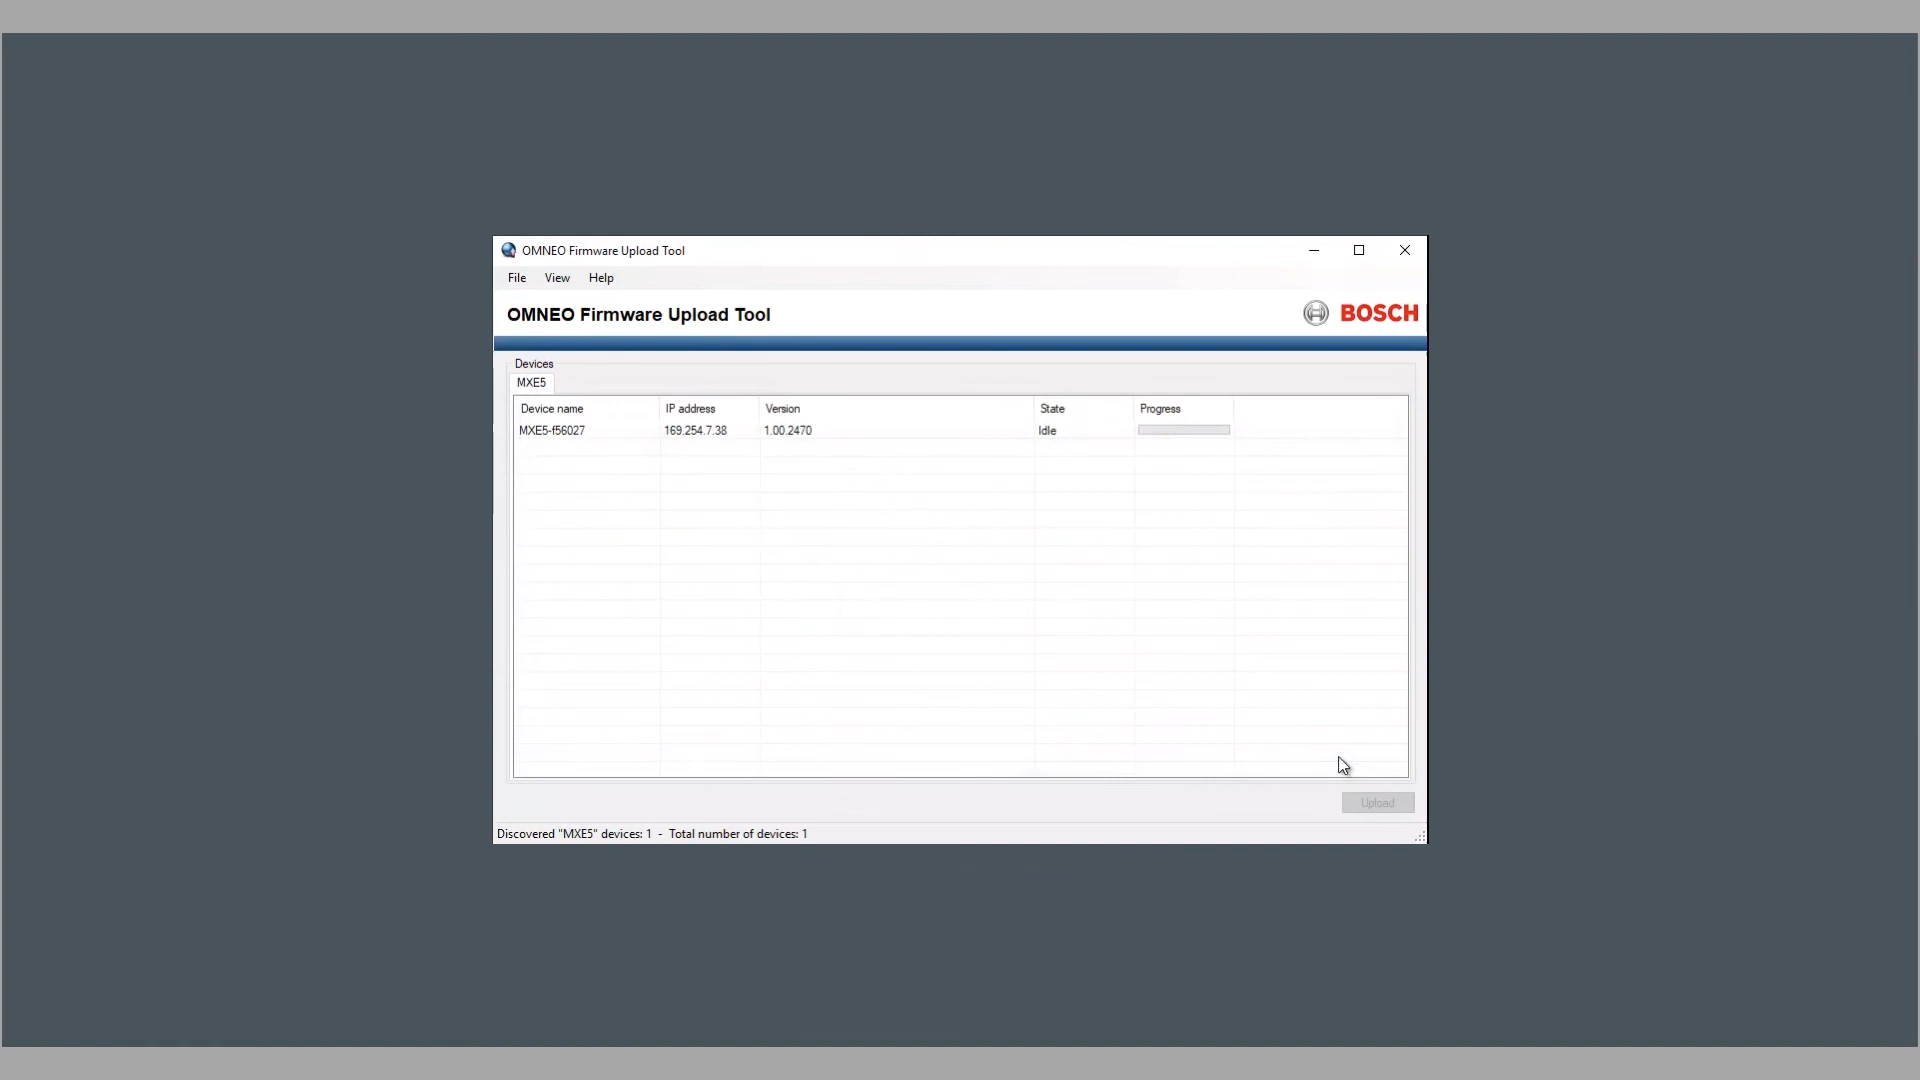 OMNEO Firmware Upload Tool
File View Help
OMNEO Firmware Upload Tool
BOSCH
Devices
MXE5
Device name IP address Version State Progress
MXE5-f56027 169.254.7.38 1.00.2470 Idle
Upload
Discovered "MXE5" devices: 1 - Total number of devices: 1